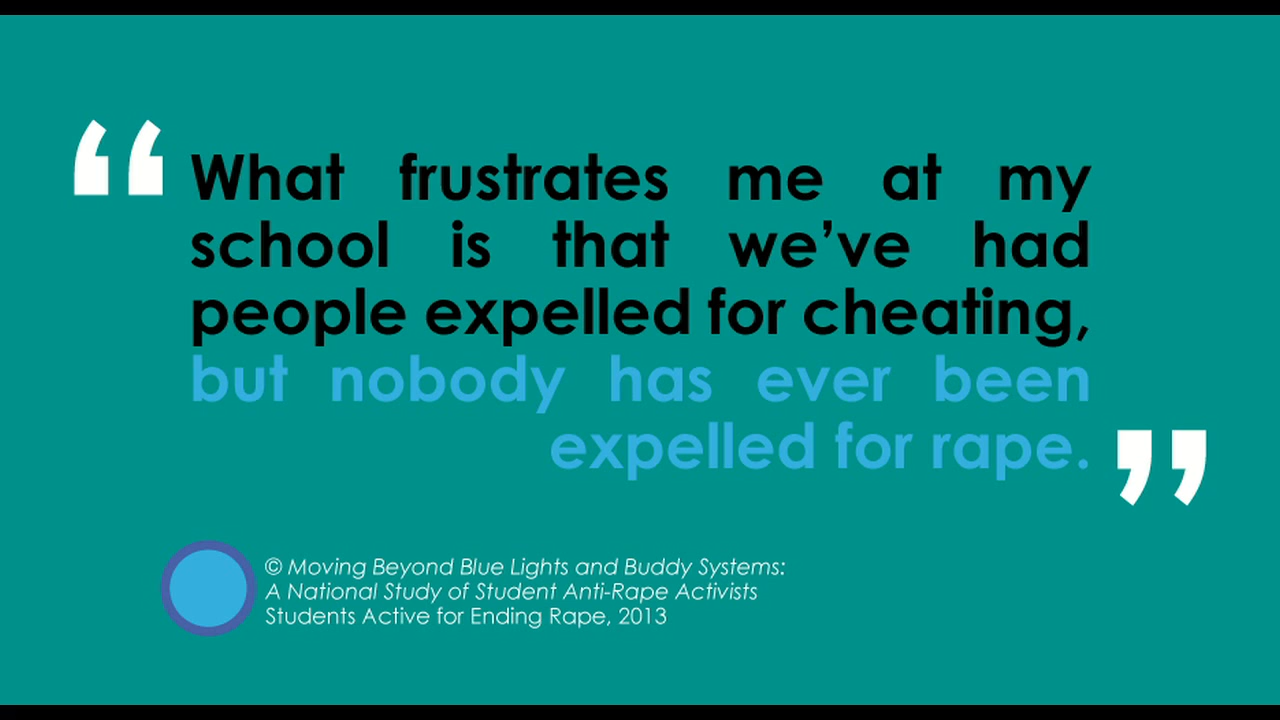 “What frustrates me at my
school is that we’ve had
people expelled for cheating,
but nobody has ever been
expelled for rape.”
© Moving Beyond Blue Lights and Buddy Systems:
A National Study of Student Anti-Rape Activists
Students Active for Ending Rape, 2013